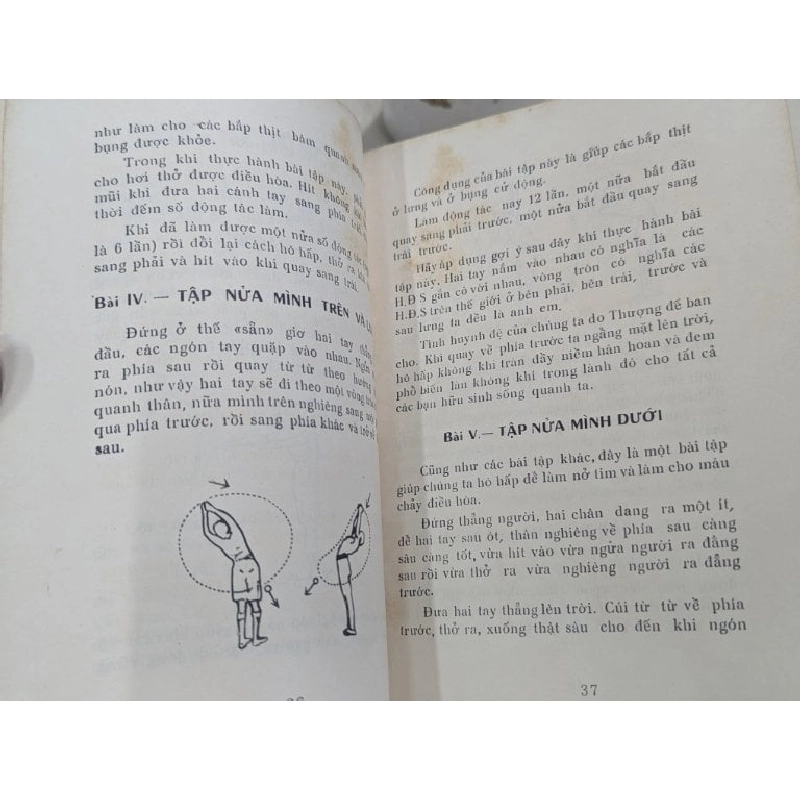 như làm cho các bắp thịt bám quanh
bụng được khỏe.
Trong khi thực hành bài tập này.
cho hơi thở được điều hòa. Hít không
mũi khi đưa hai cánh tay sang phía
thời đếm số động tác làm.
Khi đã làm được một nửa số động tác
là 6 lần) rồi đổi lại cách hô hấp, thở ra
sang phải và hít vào khi quay sang trái.
Bài IV. — TẬP NỬA MÌNH TRÊN VÀ
Đứng ở thế «sẵn» giơ hai tay
đầu, các ngón tay quặp vào nhau.
ra phía sau rồi quay từ từ theo
nón, như vậy hai tay sẽ đi theo một vòng
quanh thân, nữa mình trên nghiêng sang
qua phía trước, rồi sang phía khác và trở về
sau.
Công dụng của bài tập này là giúp các bắp thịt
ở lưng và ở bụng cử động.
Làm động tác này 12 lần, một nửa bắt đầu
quay sang phải trước, một nửa bắt đầu quay sang
trái trước.
Hãy áp dụng gợi ý sau đây khi thực hành bài
tập này. Hai tay nắm vào nhau có nghĩa là các
H.Đ.S gắn có với nhau, vòng tròn có nghĩa các
H.Đ.S trên thế giới ở bên phải, bên trái, trước và
sau lưng ta đều là anh em.
Tình huynh đệ của chúng ta do Thượng đế ban
cho. Khi quay về phía trước ta ngẫng mặt lên trời,
hô hấp không khí tràn đầy niềm hân hoan và đem
phổ biến làn không khí trong lành đó cho tất cả
các bạn hữu sinh sống quanh ta.
Bài V.— TẬP NỬA MÌNH DƯỚI
Cũng như các bài tập khác, đây là một bài tập
giúp chúng ta hô hấp để làm nở tim và làm cho máu
chảy điều hòa.
Đứng thẳng người, hai chân dang ra một ít,
để hai tay sau ót, thân nghiêng về phía sau càng
sâu càng tốt, vừa hít vào vừa ngửa người ra đằng
sau rồi vừa thở ra vừa nghiêng người ra đằng
trước.
Đưa hai tay thẳng lên trời. Cúi từ từ về phía
trước, thở ra, xuống thật sâu cho đến khi ngón
37